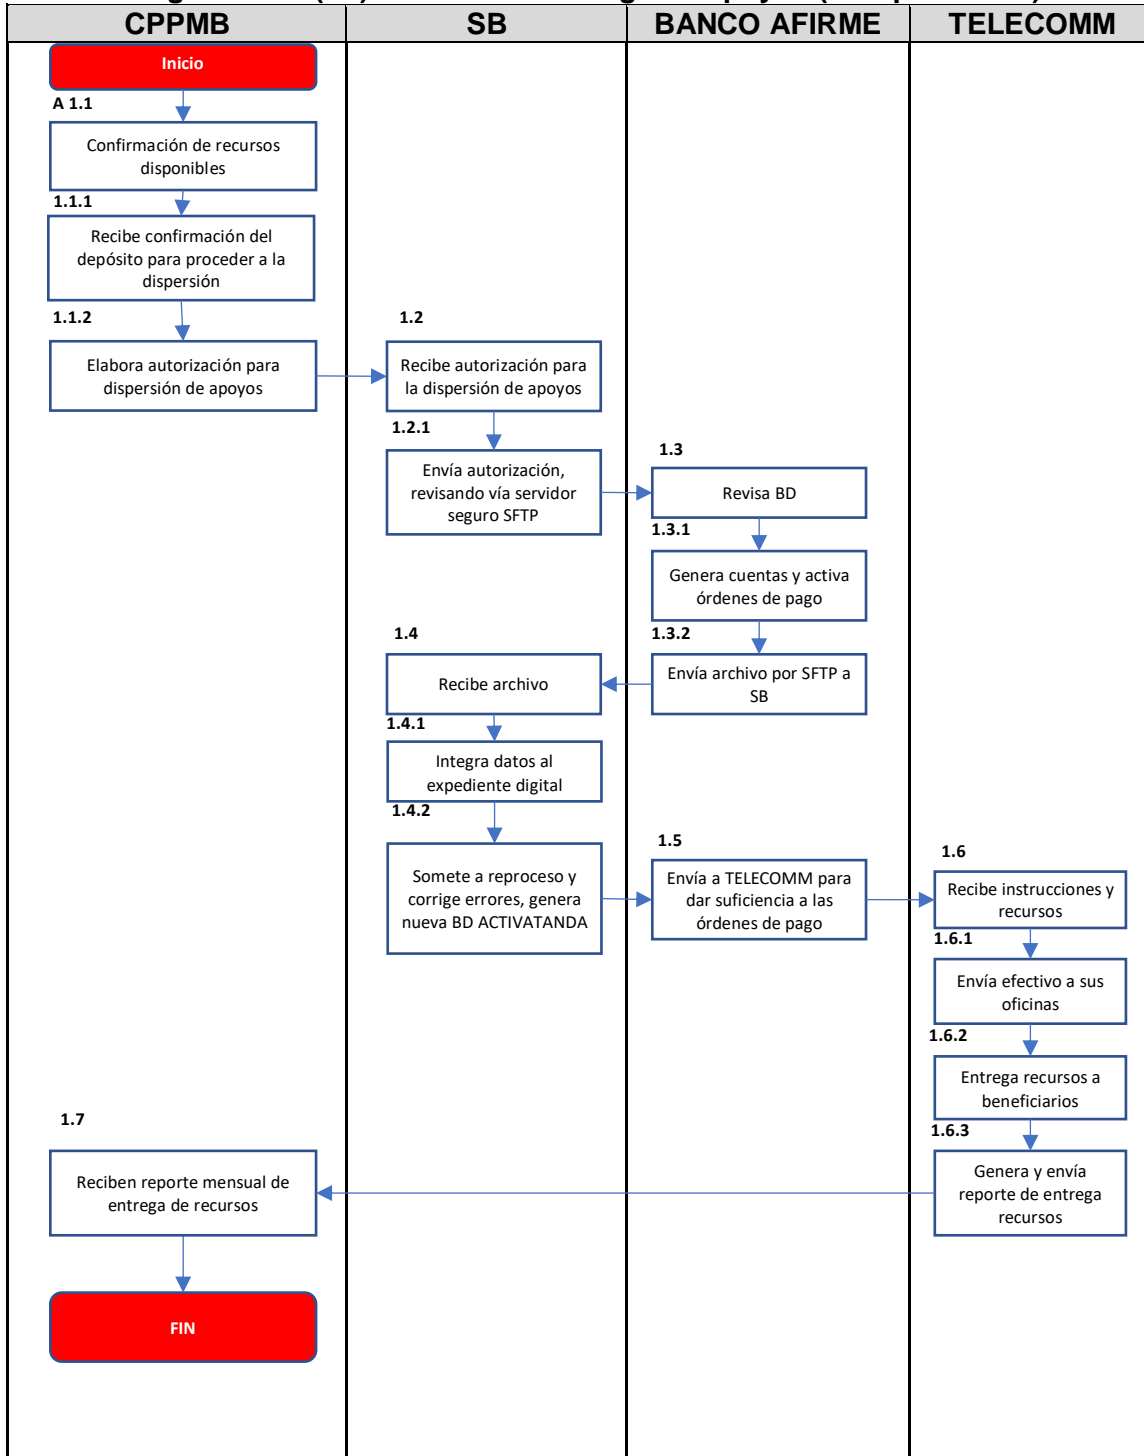 CPPMB
SB
BANCO AFIRME
TELECOMM
Inicio
A 1.1
Confirmación de recursos
disponibles
1.1.1
Recibe confirmación del
depósito para proceder a la
dispersión
1.1.2
Elabora autorización para
dispersión de apoyos
1.2
Recibe autorización para
la dispersión de apoyos
1.2.1
Envía autorización,
revisando vía servidor
seguro SFTP
1.3
Revisa BD
1.3.1
Genera cuentas y activa
órdenes de pago
1.3.2
Envía archivo por SFTP a
SB
1.4
Recibe archivo
1.4.1
Integra datos al
expediente digital
1.4.2
Somete a reproceso y
corrige errores, genera
nueva BD ACTIVATANDA
1.5
Envía a TELECOMM para
dar suficiencia a las
órdenes de pago
1.6
Recibe instrucciones y
recursos
1.6.1
Envía efectivo a sus
oficinas
1.6.2
Entrega recursos a
beneficiarios
1.6.3
Genera y envía
reporte de entrega
recursos
1.7
Reciben reporte mensual de
entrega de recursos
FIN